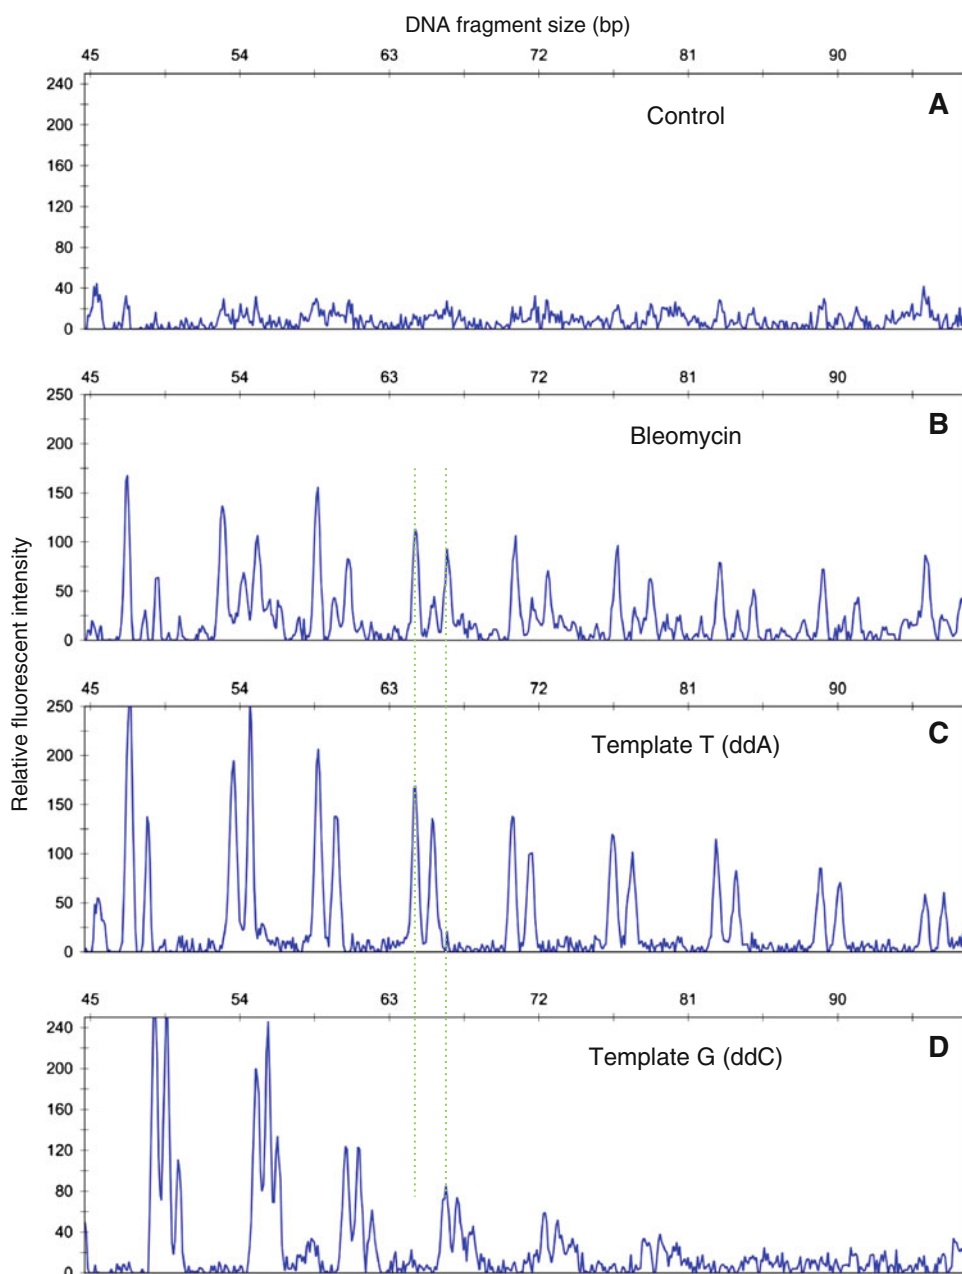 DNA fragment size (bp)
45 54 63 72 81 90
240
200
160
120
80
40
0
Control
A
45 54 63 72 81 90
250
200
150
100
50
0
Bleomycin
B
Relative fluorescent intensity
45 54 63 72 81 90
250
200
150
100
50
0
Template T (ddA)
C
45 54 63 72 81 90
240
200
160
120
80
40
0
Template G (ddC)
D